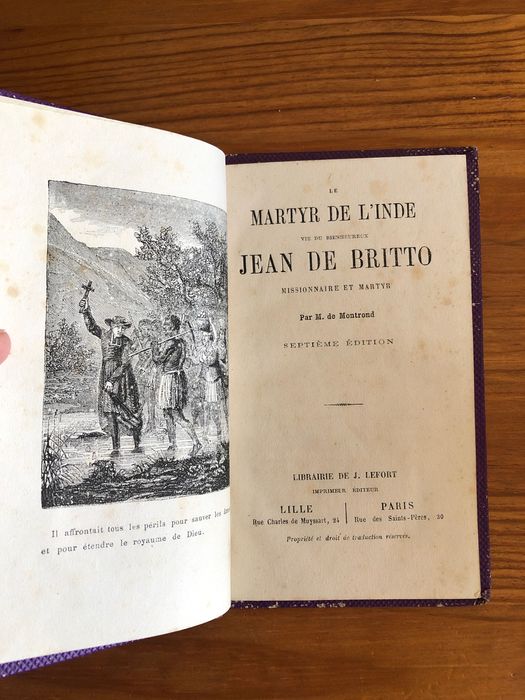 Il affrontait tous les périls pour sauver les
et pour étendre le royaume de Dieu.
LE
MARTYR DE L'INDE
VIE DU BIENHEUREUX
JEAN DE BRITTO
MISSIONNAIRE ET MARTYR
Par M. de Montrond
SEPTIÈME ÉDITION
LIBRAIRIE DE J. LEFORT
IMPRIMEUR ÉDITEUR
LILLE
Rue Charles de Muyssart, 24
PARIS
Rue des Saints-Pères, 30
Propriété et droit de traduction réservés.